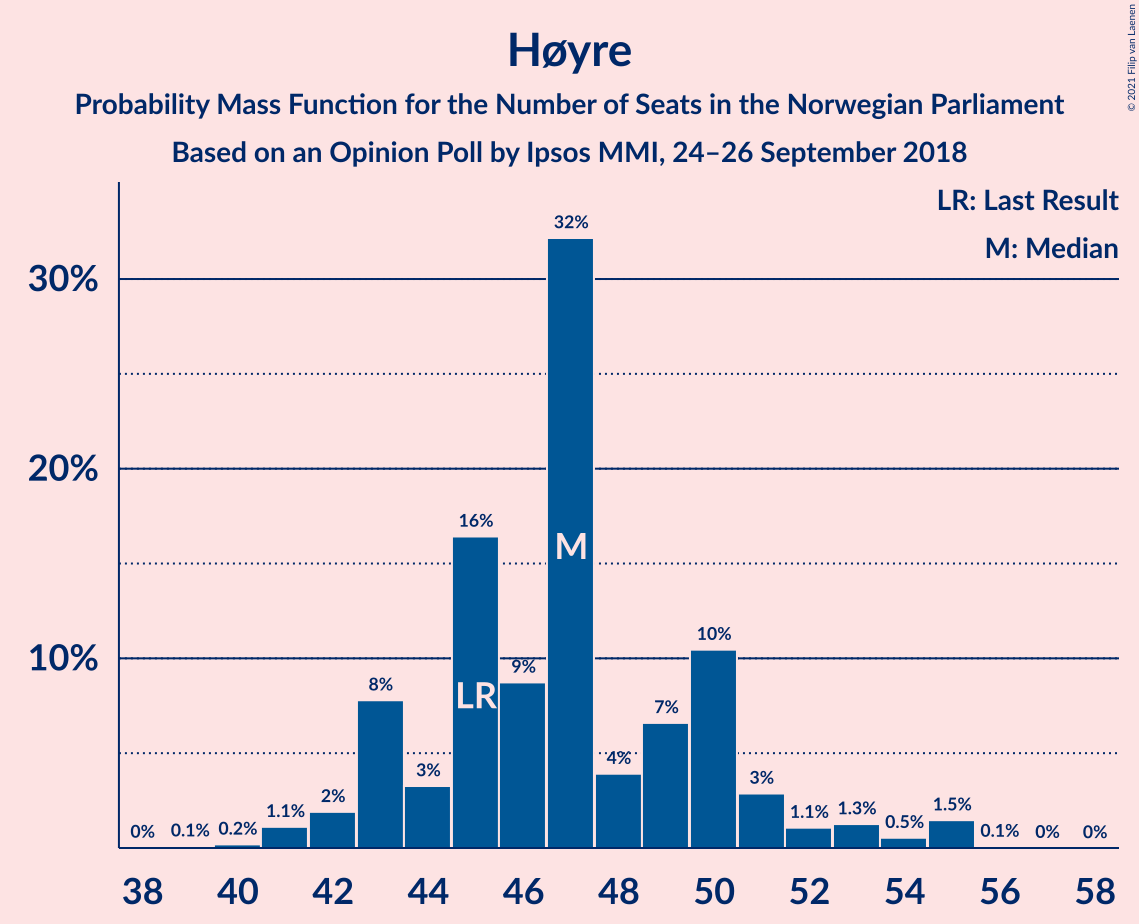 Høyre
Probability Mass Function for the Number of Seats in the Norwegian Parliament
Based on an Opinion Poll by Ipsos MMI, 24–26 September 2018
© 2021 Filip van Laenen
LR: Last Result
M: Median
30%
20%
10%
0%
0.1%
0.2%
1.1%
2%
8%
3%
16%
9%
32%
4%
7%
10%
3%
1.1%
1.3%
0.5%
1.5%
0.1%
0%
0%
LR
M
38 40 42 44 46 48 50 52 54 56 58